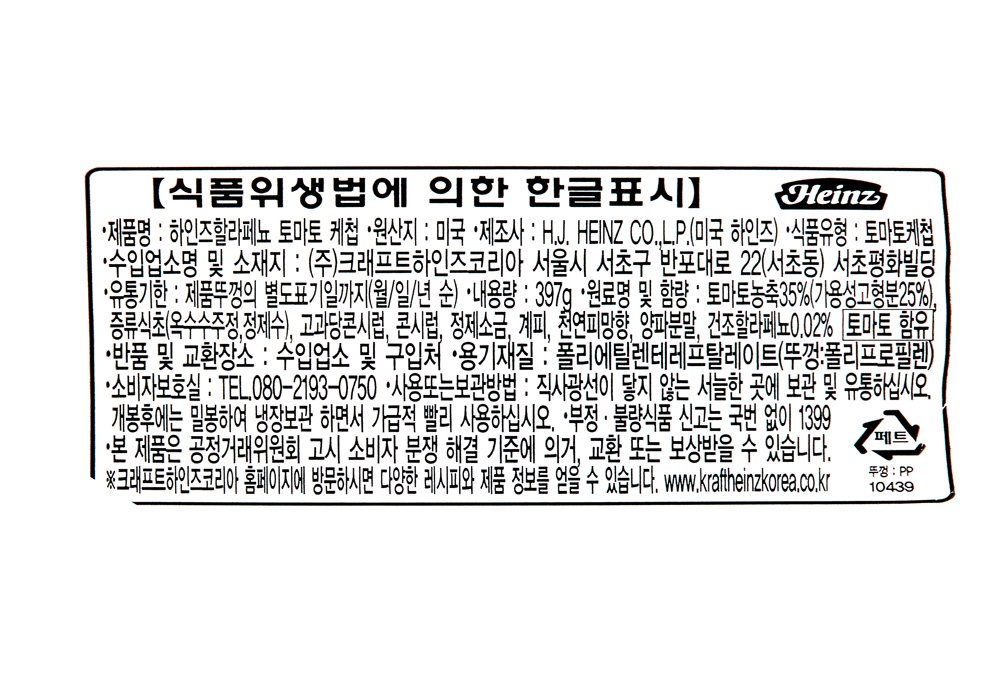 【식품위생법에 의한 한글표시】 Heinz
·제품명 : 하인즈할라페뇨 토마토 케첩 ·원산지 : 미국 ·제조사 : H.J. HEINZ CO.,L.P.(미국 하인즈) ·식품유형 : 토마토케첩
·수입업소명 및 소재지 : (주)크래프트하인즈코리아 서울시 서초구 반포대로 22(서초동) 서초평화빌딩
·유통기한 : 제품뚜껑의 별도표기일까지(월/일/년 순) ·내용량 : 397g ·원료명 및 함량 : 토마토농축35%(가용성고형분25%),
증류식초(옥수수주정,정제수), 고과당콘시럽, 콘시럽, 정제소금, 계피, 천연피망향, 양파분말, 건조할라페뇨0.02% 토마토 함유
·반품 및 교환장소 : 수입업소 및 구입처 ·용기재질 : 폴리에틸렌테레프탈레이트(뚜껑:폴리프로필렌)
·소비자보호실 : TEL.080-2193-0750 ·사용또는보관방법 : 직사광선이 닿지 않는 서늘한 곳에 보관 및 유통하십시오.
개봉후에는 밀봉하여 냉장보관 하면서 가급적 빨리 사용하십시오. ·부정·불량식품 신고는 국번 없이 1399
·본 제품은 공정거래위원회 고시 소비자 분쟁 해결 기준에 의거, 교환 또는 보상받을 수 있습니다.
※크래프트하인즈코리아 홈페이지에 방문하시면 다양한 레시피와 제품 정보를 얻을 수 있습니다. www.kraftheinzkorea.co.kr
페트
뚜껑 : PP
10439